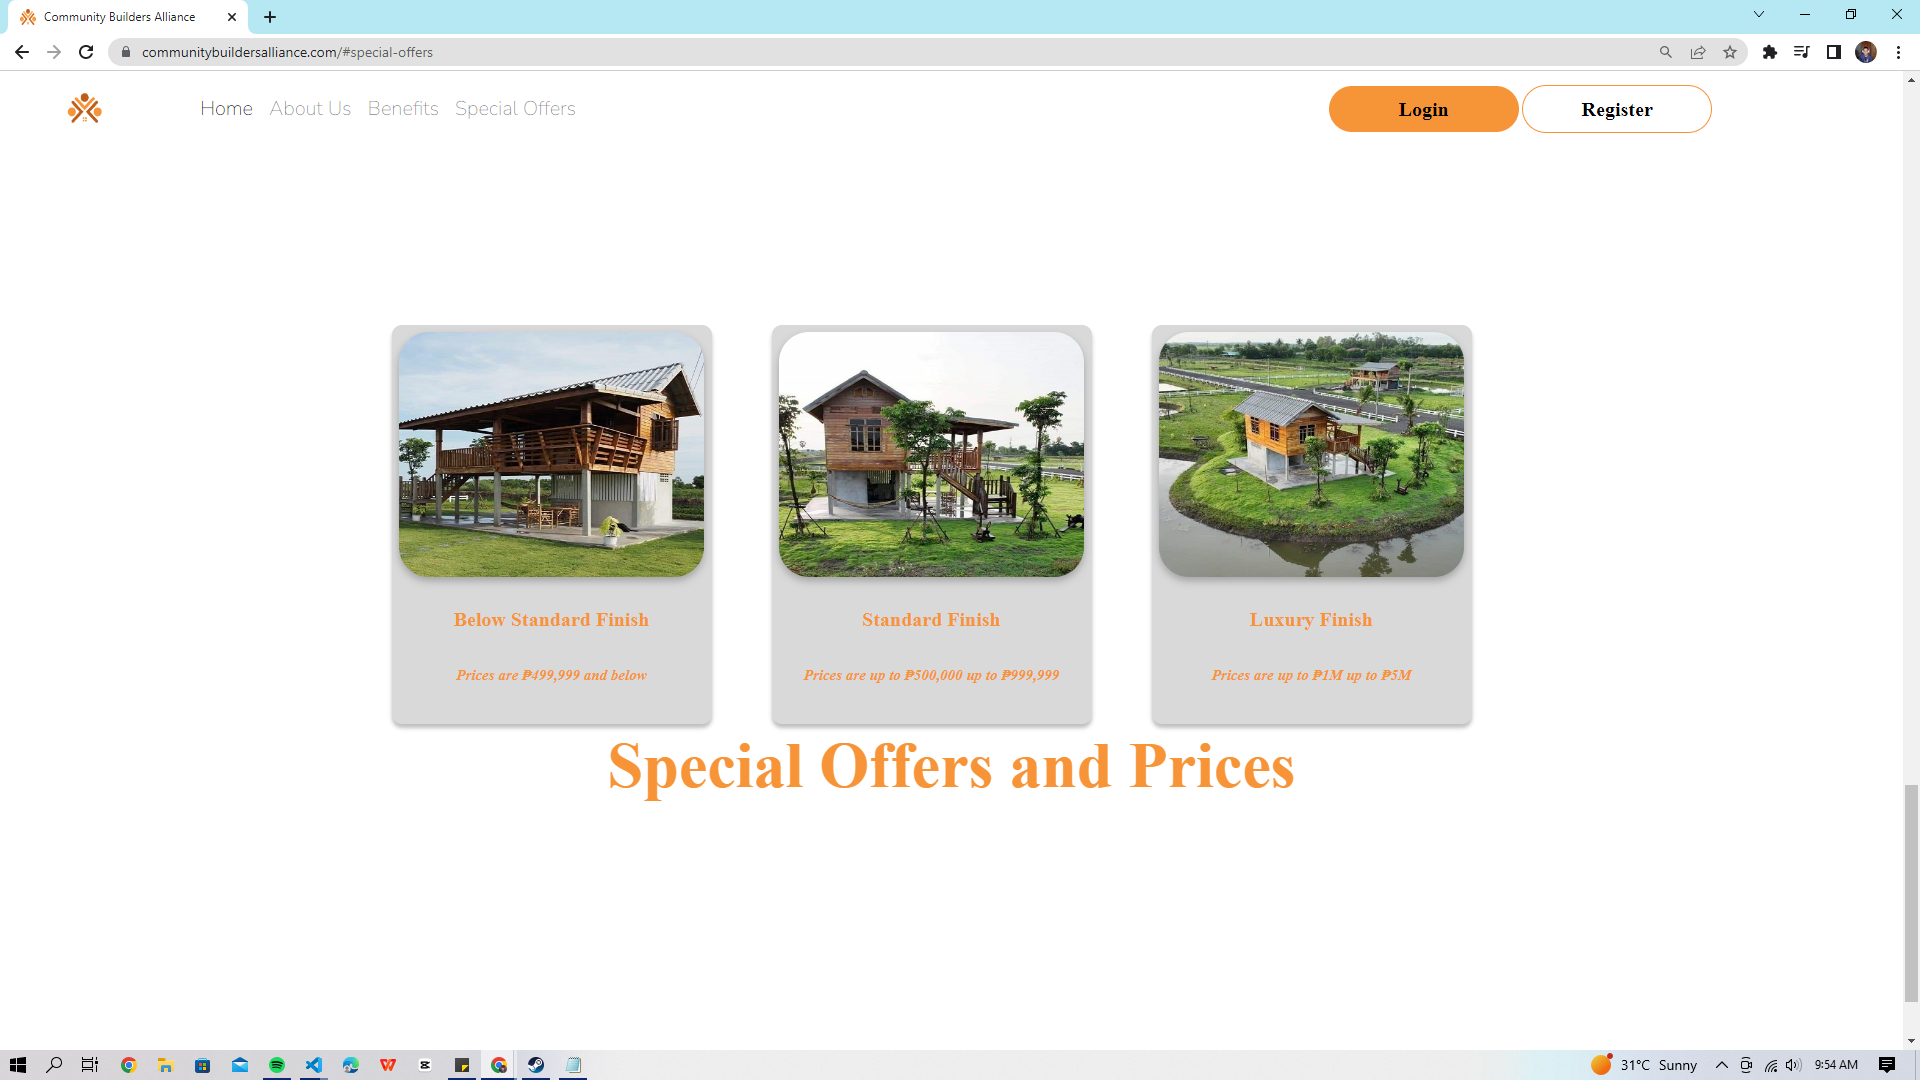 Community Builders Alliance
communitybuildersalliance.com/#special-offers
Home About Us Benefits Special Offers
Login Register
Below Standard Finish
Prices are ₱499,999 and below
Standard Finish
Prices are up to ₱500,000 up to ₱999,999
Luxury Finish
Prices are up to ₱1M up to ₱5M
Special Offers and Prices
31°C Sunny
9:54 AM